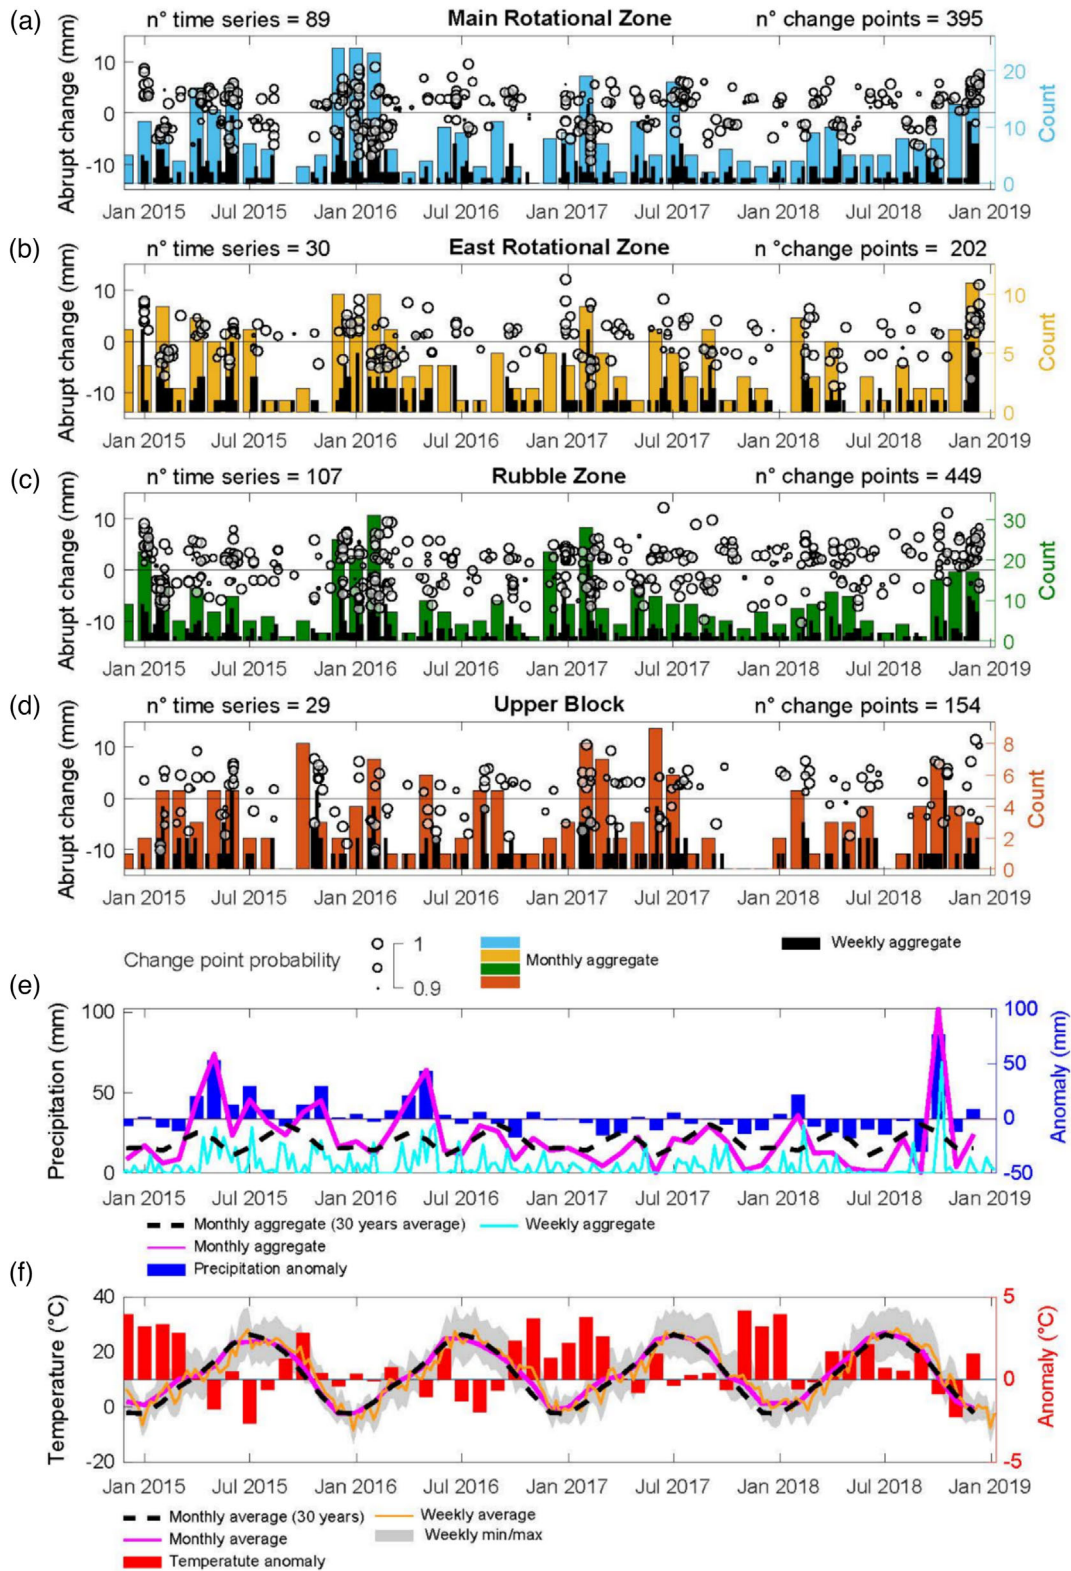 (a) n° time series = 89 Main Rotational Zone n° change points = 395
Abrupt change (mm)
10
0
-10
20
10
0
Count
Jan 2015 Jul 2015 Jan 2016 Jul 2016 Jan 2017 Jul 2017 Jan 2018 Jul 2018 Jan 2019
(b) n° time series = 30 East Rotational Zone n °change points = 202
Abrupt change (mm)
10
0
-10
10
5
0
Count
Jan 2015 Jul 2015 Jan 2016 Jul 2016 Jan 2017 Jul 2017 Jan 2018 Jul 2018 Jan 2019
(c) n° time series = 107 Rubble Zone n° change points = 449
Abrupt change (mm)
10
0
-10
30
20
10
0
Count
Jan 2015 Jul 2015 Jan 2016 Jul 2016 Jan 2017 Jul 2017 Jan 2018 Jul 2018 Jan 2019
(d) n° time series = 29 Upper Block n° change points = 154
Abrupt change (mm)
10
0
-10
8
6
4
2
0
Count
Jan 2015 Jul 2015 Jan 2016 Jul 2016 Jan 2017 Jul 2017 Jan 2018 Jul 2018 Jan 2019
Change point probability
1
0.9
Monthly aggregate
Weekly aggregate
(e)
Precipitation (mm)
100
50
0
100
50
0
-50
Anomaly (mm)
Jan 2015 Jul 2015 Jan 2016 Jul 2016 Jan 2017 Jul 2017 Jan 2018 Jul 2018 Jan 2019
Monthly aggregate (30 years average) Weekly aggregate
Monthly aggregate
Precipitation anomaly
(f)
Temperature (°C)
40
20
0
-20
5
0
-5
Anomaly (°C)
Jan 2015 Jul 2015 Jan 2016 Jul 2016 Jan 2017 Jul 2017 Jan 2018 Jul 2018 Jan 2019
Monthly average (30 years) Weekly average
Monthly average Weekly min/max
Temperatute anomaly